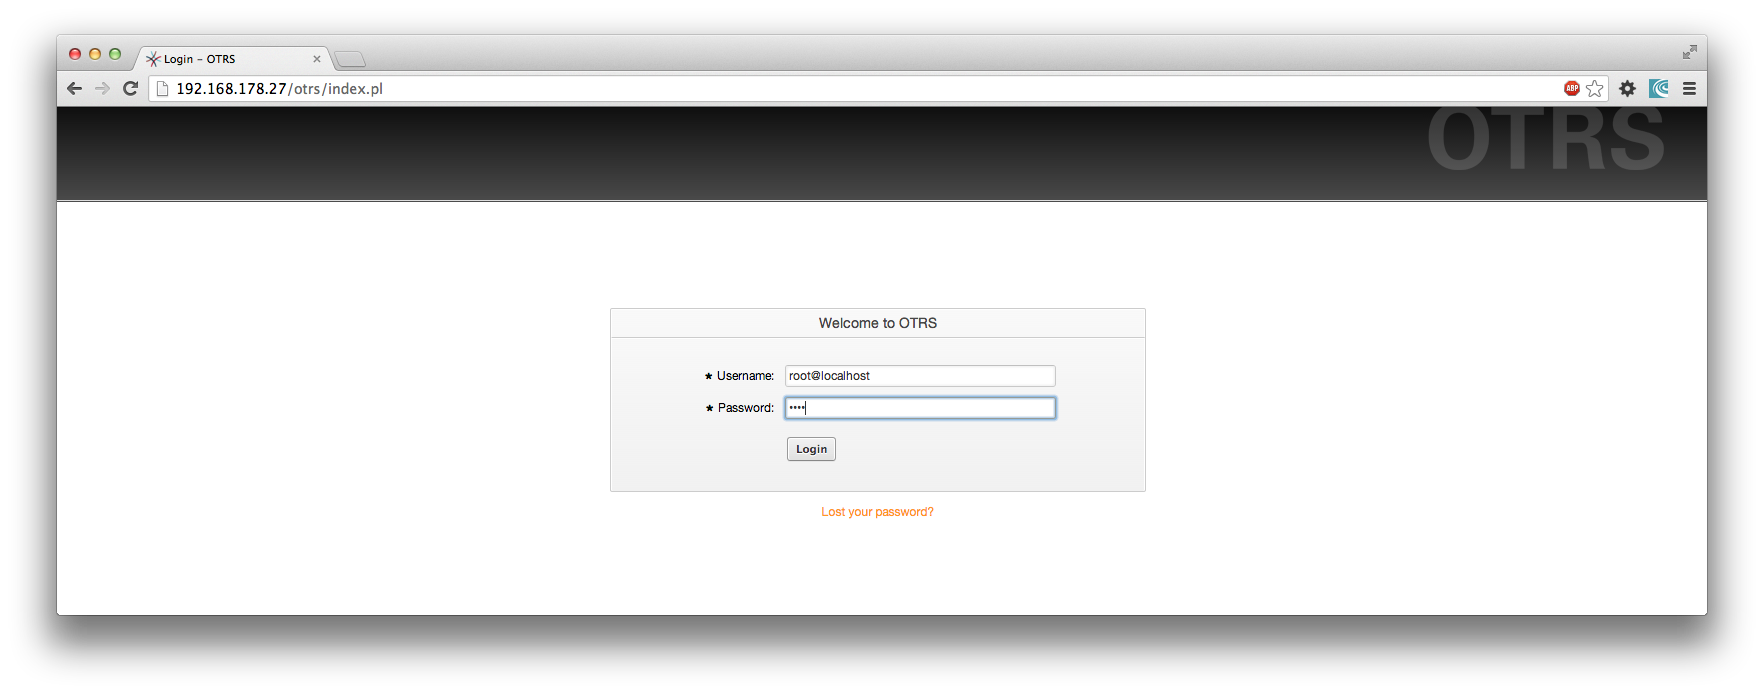 Login – OTRS
192.168.178.27/otrs/index.pl
ABP
OTRS
Welcome to OTRS
* Username: root@localhost
* Password: ••••
Login
Lost your password?